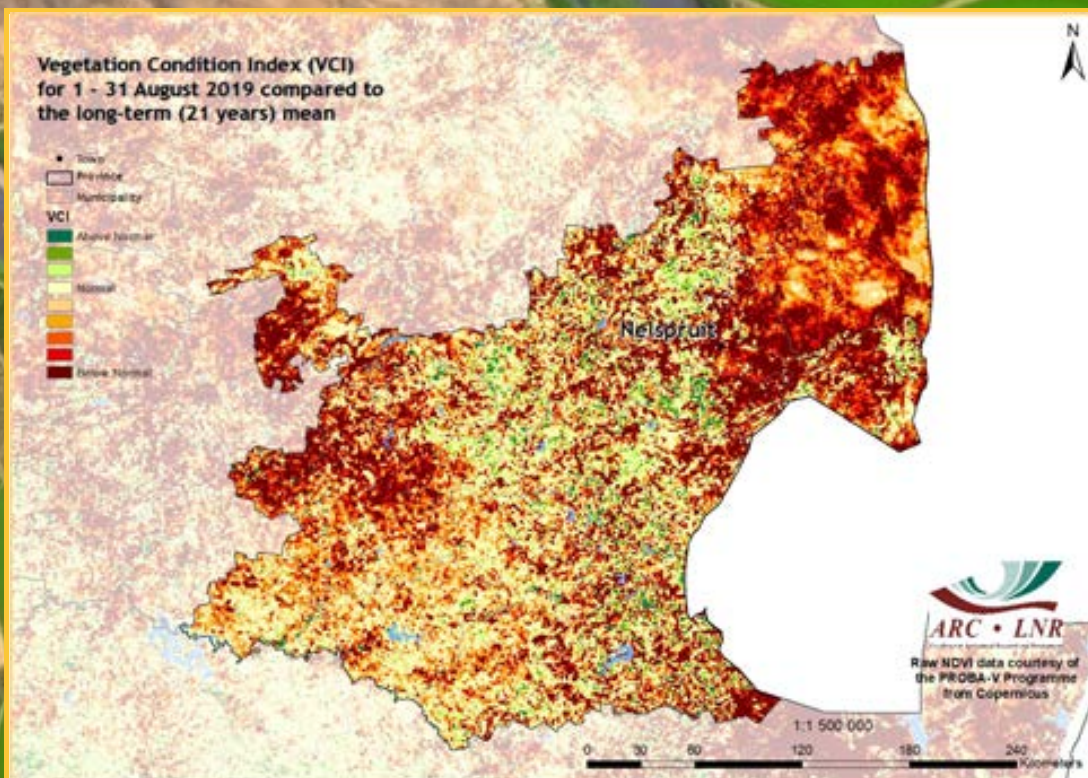 Vegetation Condition Index (VCI)
for 1 - 31 August 2019 compared to
the long-term (21 years) mean
N
Town
Province
Municipality
VCI
Above Normal
Normal
Below Normal
Nelspruit
ARC • LNR
Raw NDVI data courtesy of
the PROBA-V Programme
from Copernicus
1:1 500 000
0 30 60 120 180 240
Kilometers